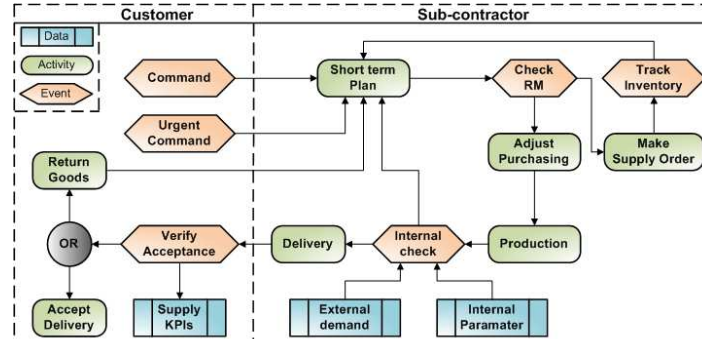 Customer
Sub-contractor
Data
Activity
Event
Command
Short term
Plan
Check
RM
Track
Inventory
Urgent
Command
Adjust
Purchasing
Make
Supply Order
Return
Goods
OR
Verify
Acceptance
Delivery
Internal
check
Production
Accept
Delivery
Supply
KPIs
External
demand
Internal
Paramater